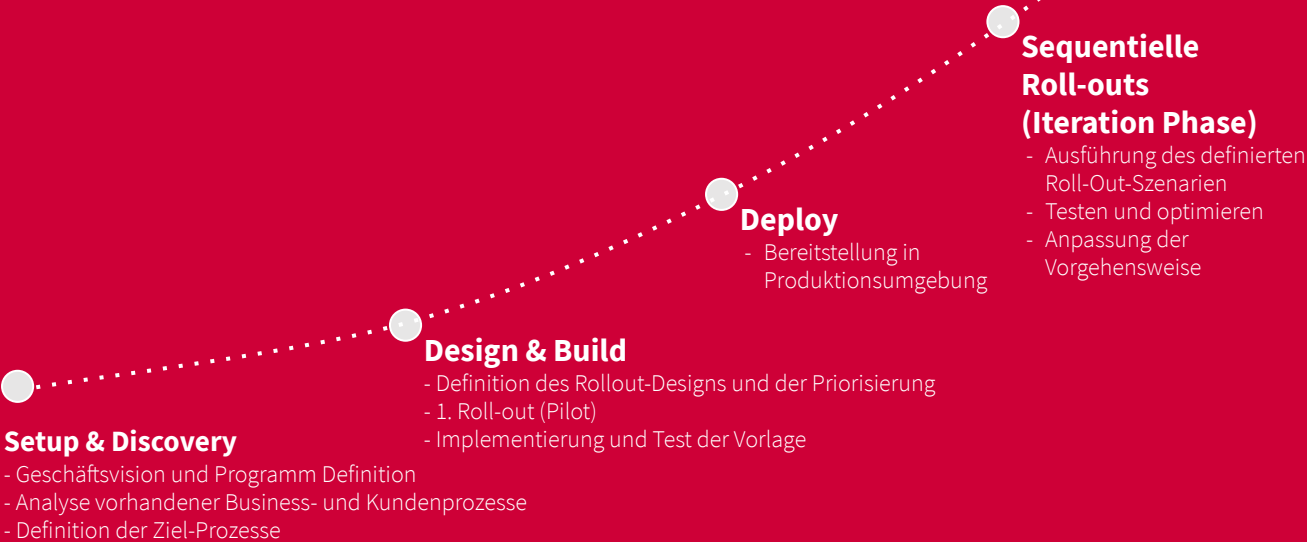 Setup & Discovery
- Geschäftsvision und Programm Definition
- Analyse vorhandener Business- und Kundenprozesse
- Definition der Ziel-Prozesse
Design & Build
- Definition des Rollout-Designs und der Priorisierung
- 1. Roll-out (Pilot)
- Implementierung und Test der Vorlage
Deploy
- Bereitstellung in
Produktionsumgebung
Sequentielle
Roll-outs
(Iteration Phase)
- Ausführung des definierten
Roll-Out-Szenarien
- Testen und optimieren
- Anpassung der
Vorgehensweise